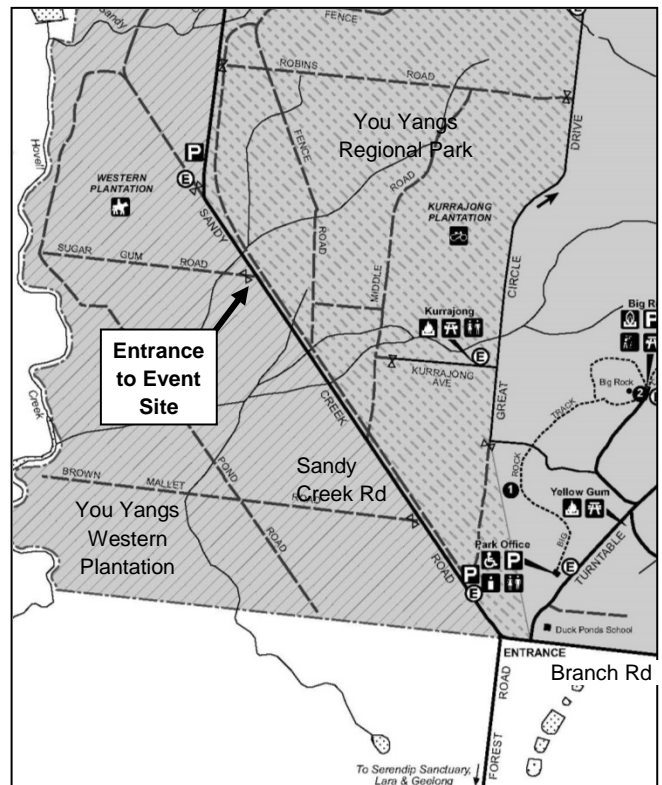 Sandy
FENCE
E
ROBINS ROAD
You Yangs
Regional Park
Hovell
Creek
P
E
WESTERN
PLANTATION
FENCE
ROAD
ROAD
MIDDLE
DRIVE
CIRCLE
GREAT
KURRAJONG
PLANTATION
SANDY
CREEK
ROAD
SUGAR GUM ROAD
Entrance
to Event
Site
Kurrajong
E
KURRAJONG
AVE
Big R
P
Big Rock
2
TRACK
ROCK
BIG
1
Yellow Gum
BROWN MALLET ROAD
POND
ROAD
Sandy
Creek Rd
You Yangs
Western
Plantation
Park Office
P
P
E
E
TURNTABLE
Duck Ponds School
ENTRANCE
Branch Rd
FOREST ROAD
To Serendip Sanctuary,
Lara & Geelong